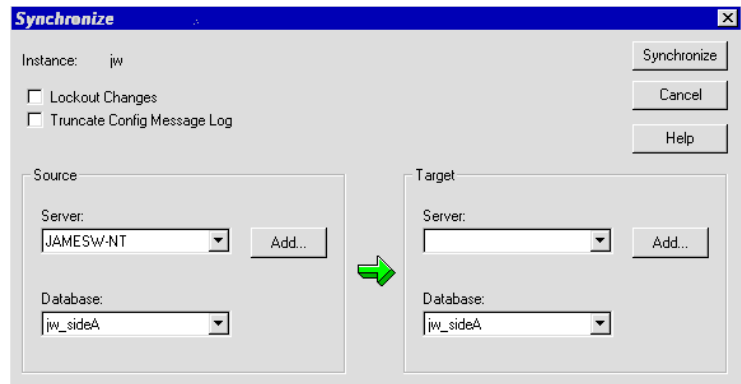 Synchronize
Instance: jw
Synchronize
Lockout Changes
Cancel
Truncate Config Message Log
Help
Source
Server:
JAMESW-NT
Add...
Database:
jw_sideA
Target
Server:
Add...
Database:
jw_sideA